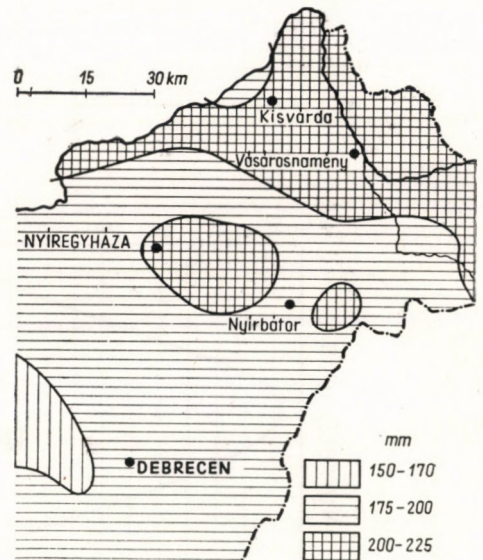 0 15 30 km
Kisvárda
Vásárosnamény
NYÍREGYHÁZA
Nyírbátor
DEBRECEN
mm
150-170
175-200
200-225